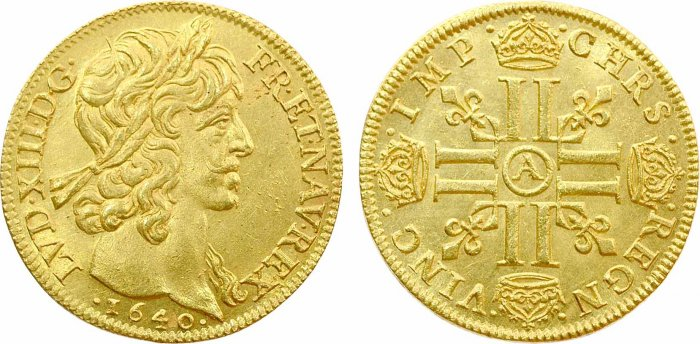 LVD·XIII·D·G·
FR·ET·NAV·REX
·1640·
CHRS·
REGN·
VINC·
IMP·
A